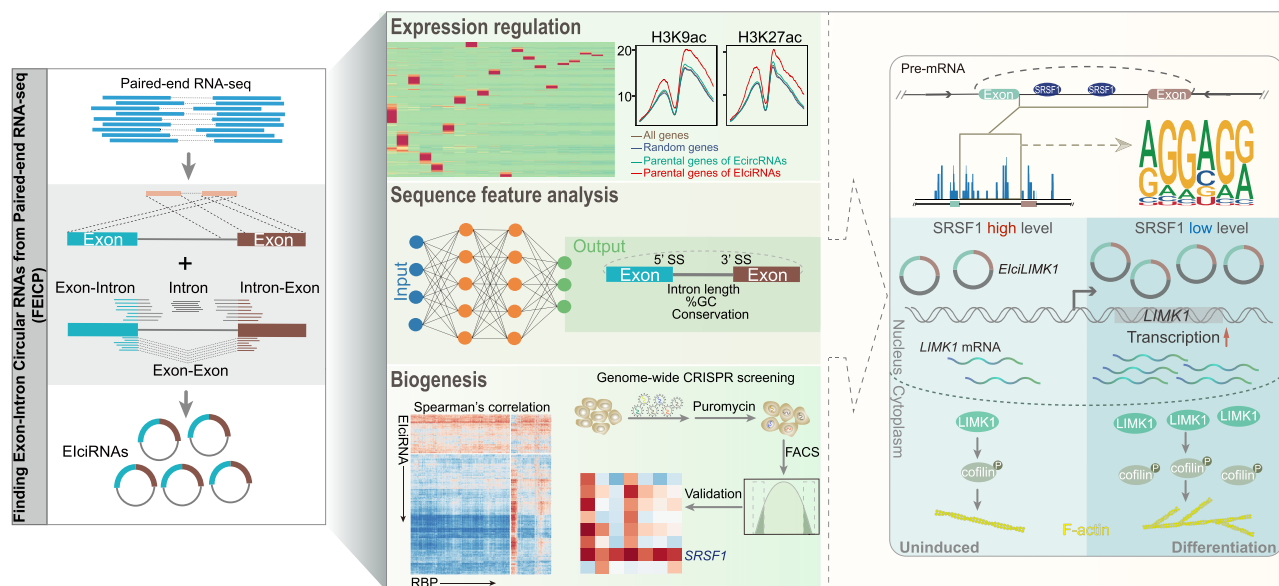 Finding Exon-Intron Circular RNAs from Paired-end RNA-seq
(FEICP)
Paired-end RNA-seq
Exon
Exon
+
Exon-Intron
Intron
Intron-Exon
Exon-Exon
EIciRNAs
Expression regulation
H3K9ac
H3K27ac
20
10
All genes
Random genes
Parental genes of EcircRNAs
Parental genes of EIciRNAs
Sequence feature analysis
Input
Output
5' SS
3' SS
Exon
Exon
Intron length
%GC
Conservation
Biogenesis
Spearman's correlation
EIciRNA
RBP
Genome-wide CRISPR screening
Puromycin
FACS
Validation
SRSF1
Pre-mRNA
Exon
SRSF1
SRSF1
Exon
AGGAGG
SRSF1 high level
SRSF1 low level
EIciLIMK1
LIMK1
Transcription
LIMK1 mRNA
Nucleus
Cytoplasm
LIMK1
LIMK1
LIMK1
LIMK1
cofilin
P
cofilin
P
cofilin
P
cofilin
P
F-actin
Uninduced
Differentiation